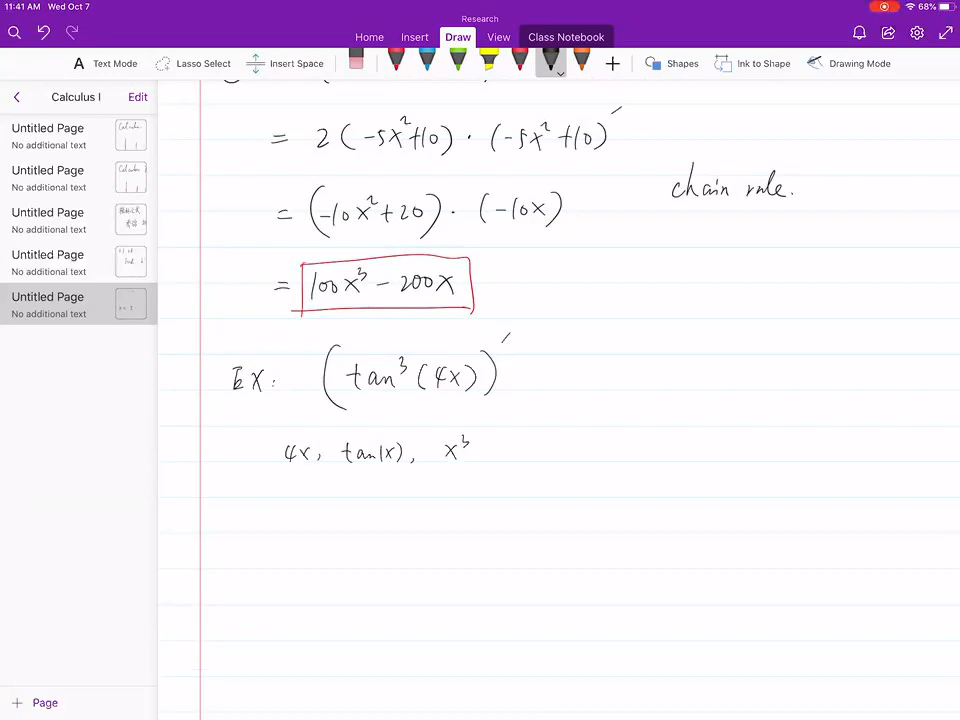 11:41 AM Wed Oct 7
68%
Research
Home Insert Draw View Class Notebook
Text Mode Lasso Select Insert Space Shapes Ink to Shape Drawing Mode
Calculus I Edit
Untitled Page
No additional text
Untitled Page
No additional text
Untitled Page
No additional text
Untitled Page
No additional text
Untitled Page
No additional text
Page
= 2(-5x²+10) · (-5x²+10)′
chain rule.
= (-10x²+20) · (-10x)
= 100x³ - 200x
EX: (tan³(4x))′
4x, tan(x), x³